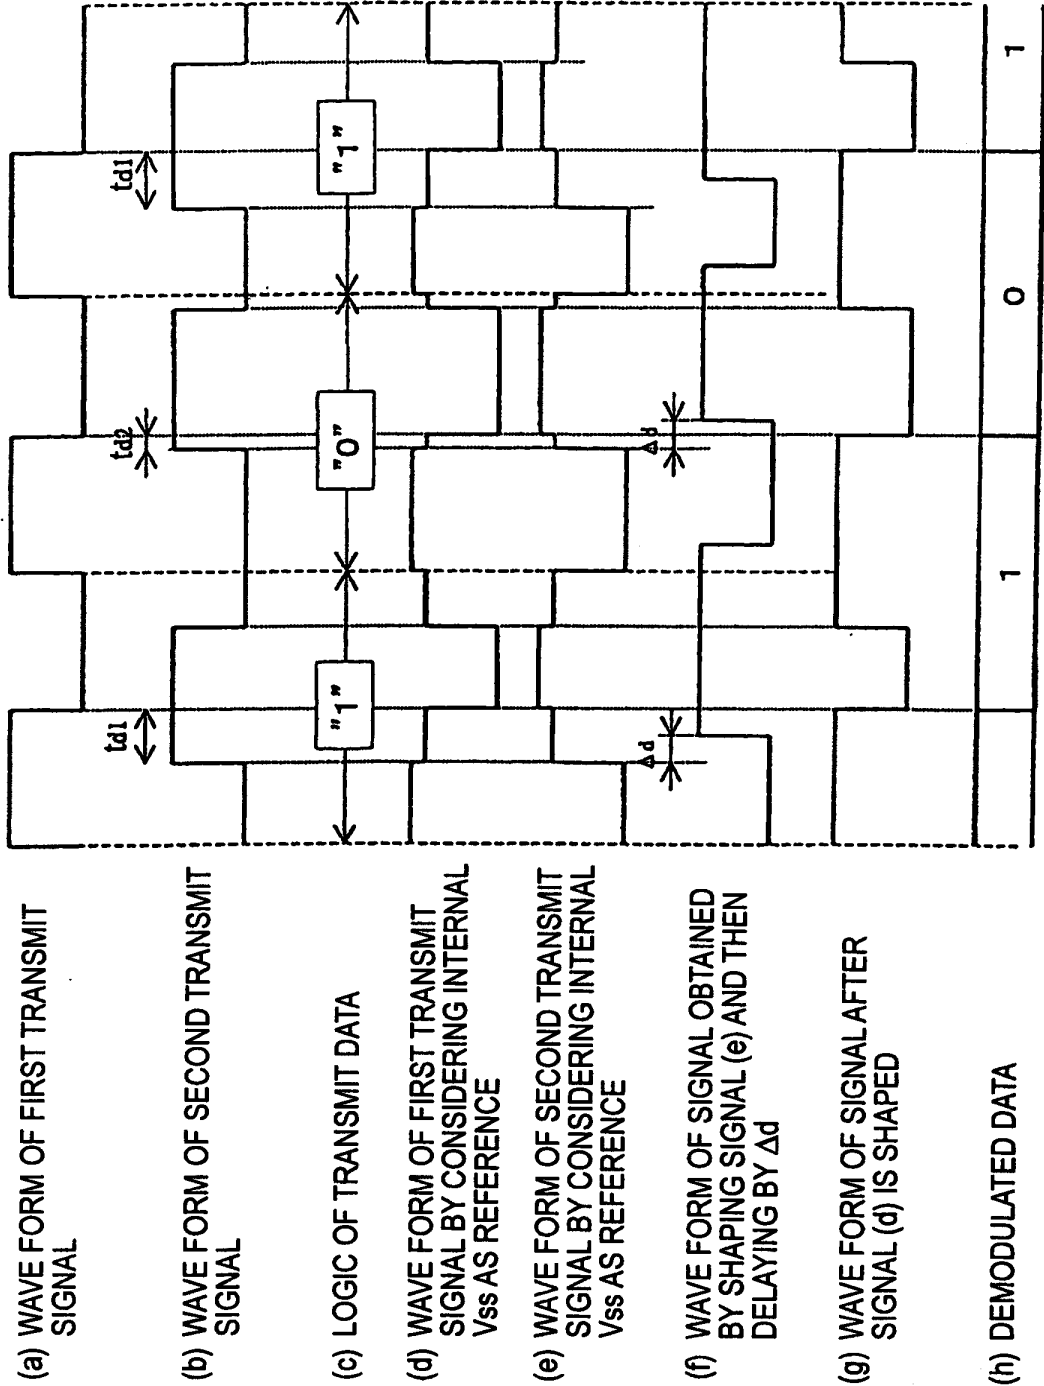 (a) WAVE FORM OF FIRST TRANSMIT
SIGNAL
(b) WAVE FORM OF SECOND TRANSMIT
SIGNAL
td1
td2
td1
(c) LOGIC OF TRANSMIT DATA
"1"
"0"
"1"
(d) WAVE FORM OF FIRST TRANSMIT
SIGNAL BY CONSIDERING INTERNAL
Vss AS REFERENCE
(e) WAVE FORM OF SECOND TRANSMIT
SIGNAL BY CONSIDERING INTERNAL
Vss AS REFERENCE
Δd
Δd
(f) WAVE FORM OF SIGNAL OBTAINED
BY SHAPING SIGNAL (e) AND THEN
DELAYING BY Δd
(g) WAVE FORM OF SIGNAL AFTER
SIGNAL (d) IS SHAPED
(h) DEMODULATED DATA
1
0
1